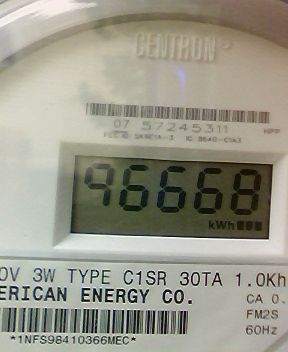 CENTRON
07 57245311
96668
kWh
0V 3W TYPE C1SR 30TA 1.0Kh
ERICAN ENERGY CO.
CA 0.
FM2S
*1NFS98410366MEC*
60Hz